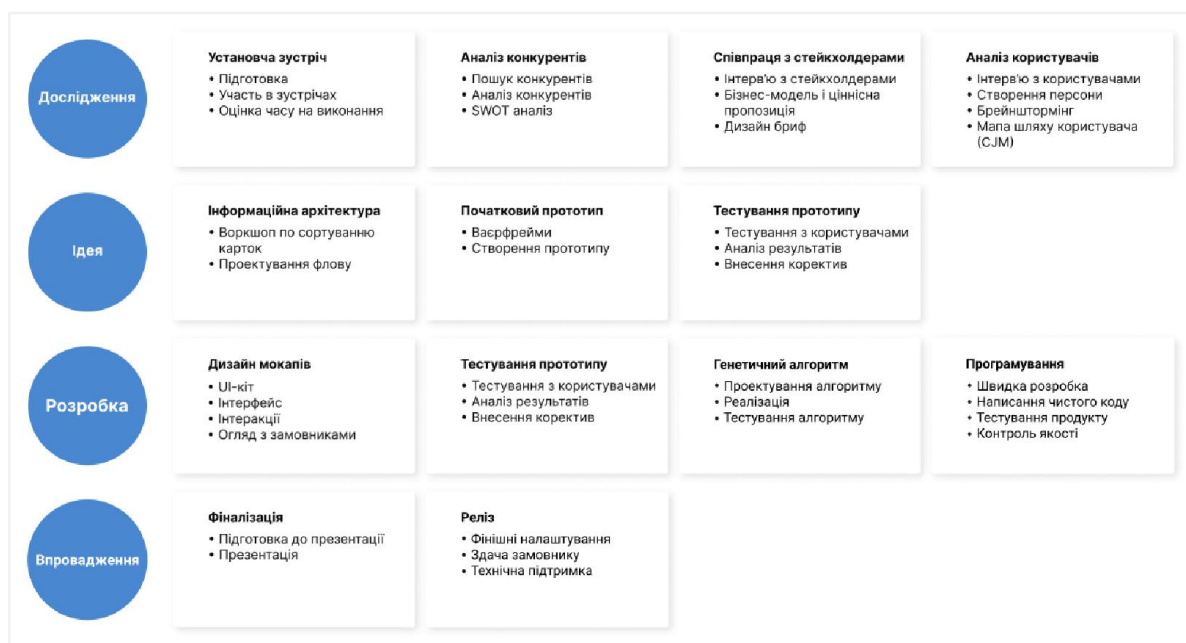 Дослідження
Установча зустріч
• Підготовка
• Участь в зустрічах
• Оцінка часу на виконання
Аналіз конкурентів
• Пошук конкурентів
• Аналіз конкурентів
• SWOT аналіз
Співпраця з стейкхолдерами
• Інтерв'ю з стейкхолдерами
• Бізнес-модель і ціннісна
пропозиція
• Дизайн бриф
Аналіз користувачів
• Інтерв'ю з користувачами
• Створення персони
• Брейнштормінг
• Мапа шляху користувача
(CJM)
Ідея
Інформаційна архітектура
• Воркшоп по сортуванню
карток
• Проектування флову
Початковий прототип
• Ваєрфрейми
• Створення прототипу
Тестування прототипу
• Тестування з користувачами
• Аналіз результатів
• Внесення коректив
Розробка
Дизайн мокапів
• UI-кіт
• Інтерфейс
• Інтеракції
• Огляд з замовниками
Тестування прототипу
• Тестування з користувачами
• Аналіз результатів
• Внесення коректив
Генетичний алгоритм
• Проектування алгоритму
• Реалізація
• Тестування алгоритму
Програмування
• Швидка розробка
• Написання чистого коду
• Тестування продукту
• Контроль якості
Впровадження
Фіналізація
• Підготовка до презентації
• Презентація
Реліз
• Фінішні налаштування
• Здача замовнику
• Технічна підтримка